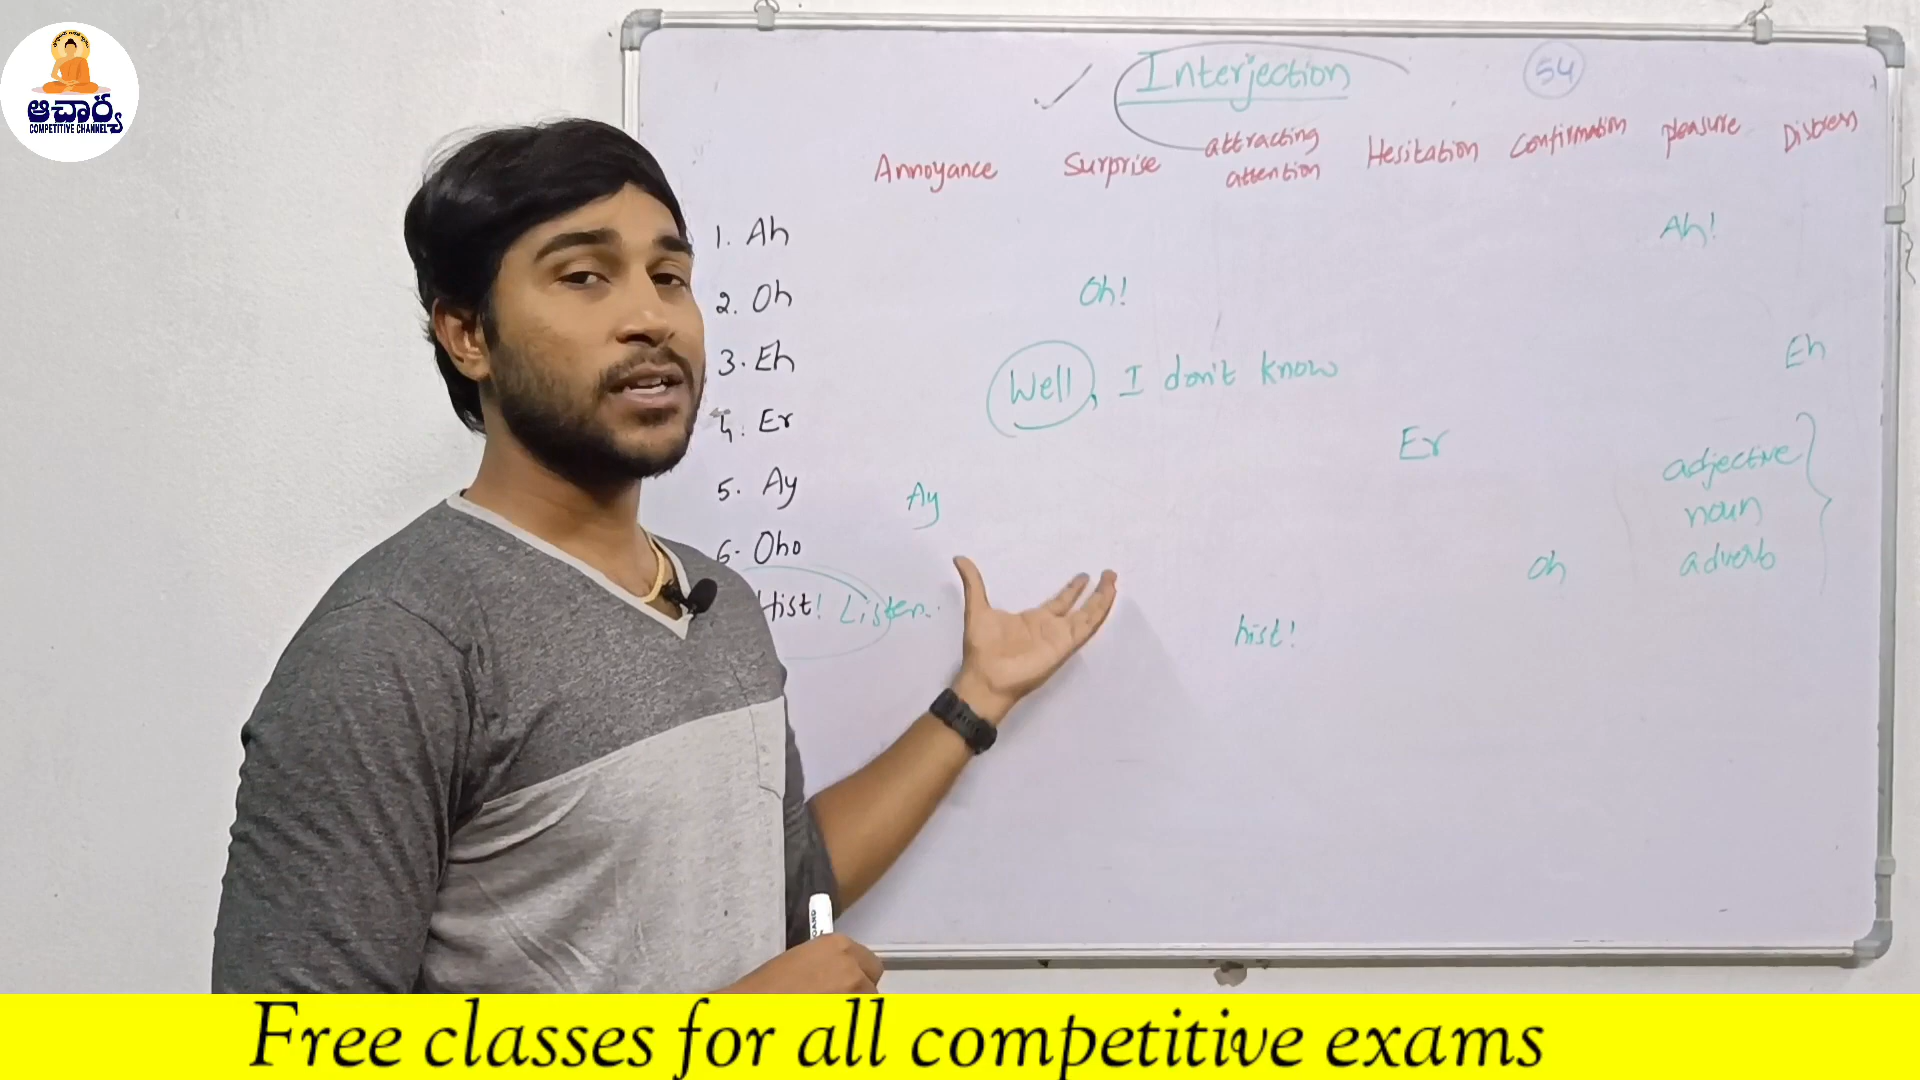 ఆచార్య
COMPETITIVE CHANNEL
Interjection
54
Annoyance Surprise attracting attention Hesitation Confirmation pleasure Distress
1. Ah Ah!
2. Oh Oh!
3. Eh Eh
Well, I don't know
4. Er Er
adjective
5. Ay Ay
noun
6. Oho Oh
adverb
Hist! Listen.
hist!
Free classes for all competitive exams